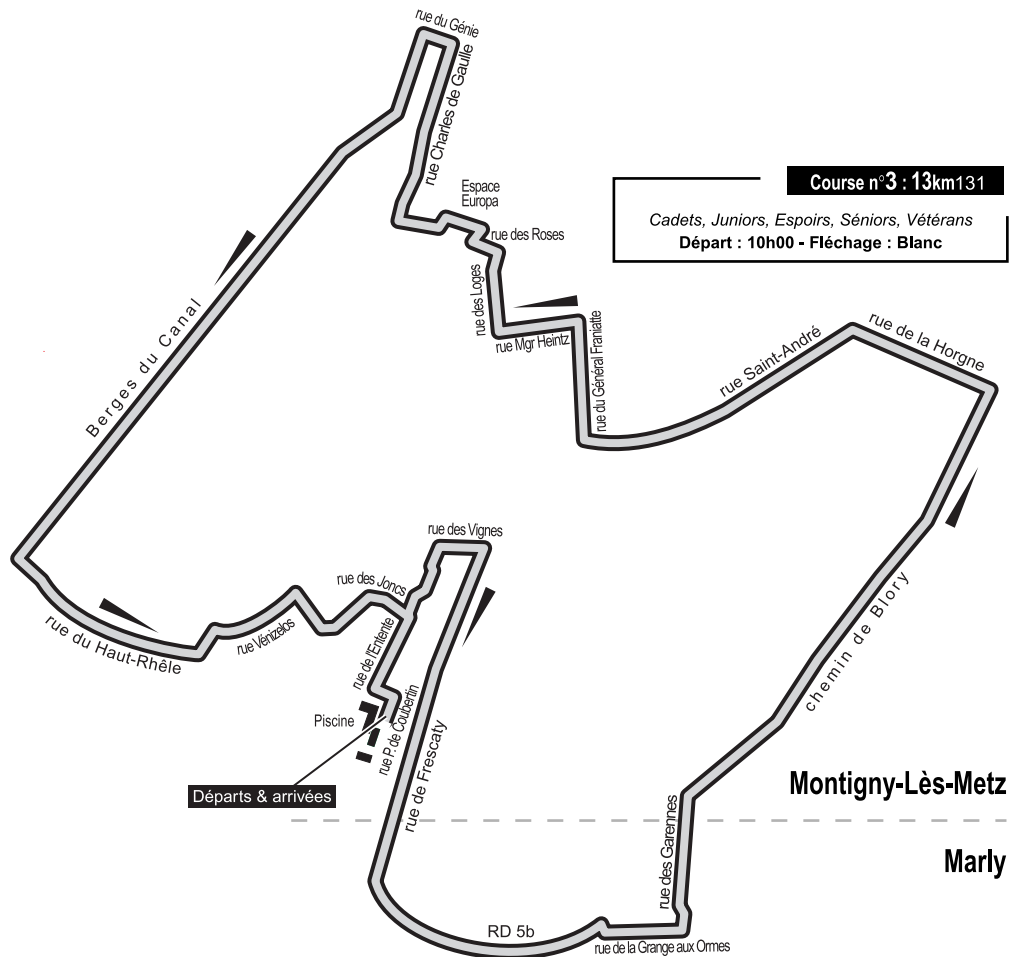 rue du Génie
rue Charles de Gaulle
Espace
Europa
rue des Roses
rue des Loges
rue Mgr Heintz
rue du Général Franiatte
Course n°3 : 13km131
Cadets, Juniors, Espoirs, Séniors, Vétérans
Départ : 10h00 - Fléchage : Blanc
rue Saint-André
rue de la Horgne
Berges du Canal
rue des Vignes
rue des Joncs
rue du Haut-Rhêle
rue Vénizelos
rue de l'Entente
chemin de Blory
Piscine
rue P. de Coubertin
rue de Frescaty
Départs & arrivées
Montigny-Lès-Metz
rue des Garennes
Marly
RD 5b
rue de la Grange aux Ormes